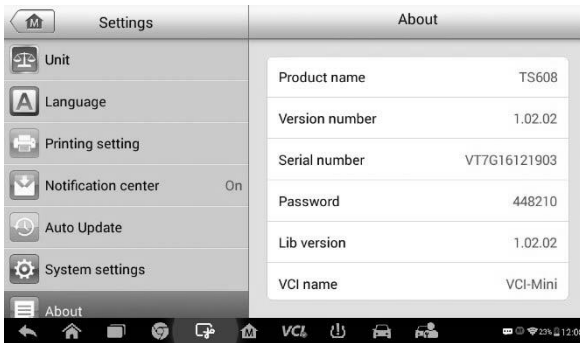 Settings
Unit
Language
Printing setting
Notification center On
Auto Update
System settings
About
About
Product name TS608
Version number 1.02.02
Serial number VT7G16121903
Password 448210
Lib version 1.02.02
VCI name VCI-Mini
VCI
23%